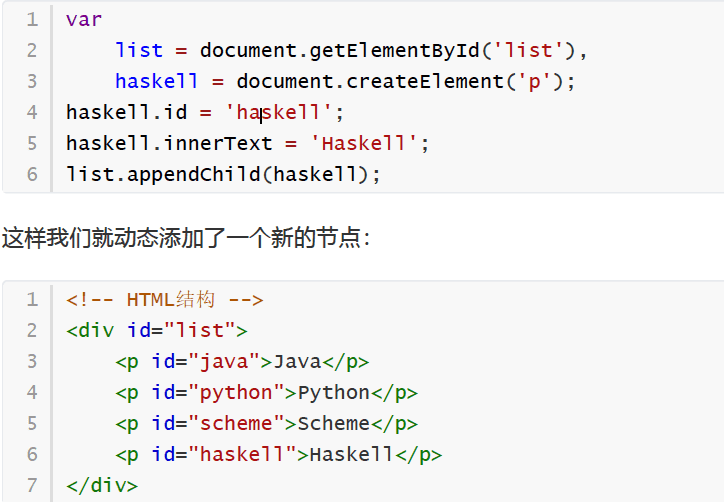 1 var
2     list = document.getElementById('list'),
3     haskell = document.createElement('p');
4 haskell.id = 'haskell';
5 haskell.innerText = 'Haskell';
6 list.appendChild(haskell);
这样我们就动态添加了一个新的节点：
1 <!-- HTML结构 -->
2 <div id="list">
3     <p id="java">Java</p>
4     <p id="python">Python</p>
5     <p id="scheme">Scheme</p>
6     <p id="haskell">Haskell</p>
7 </div>